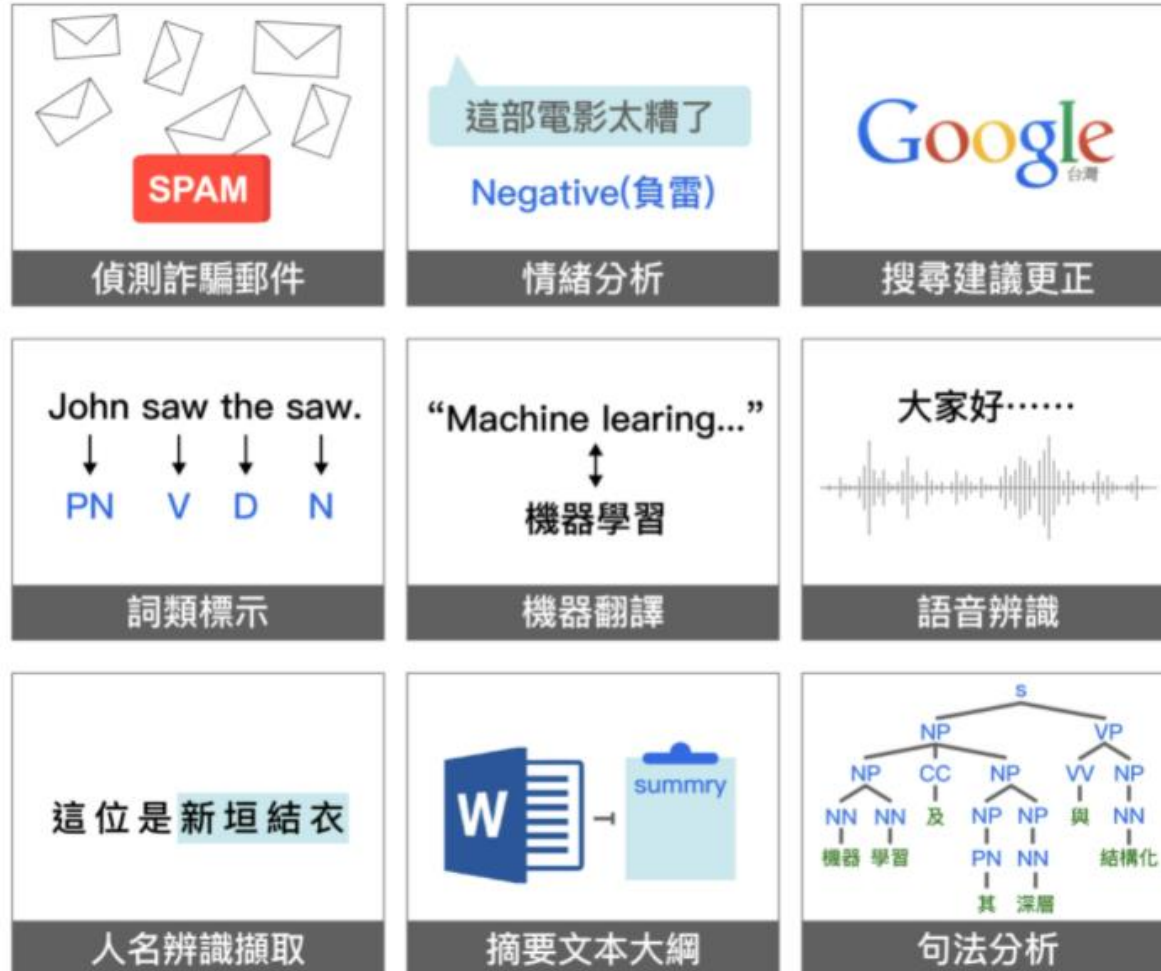 SPAM
偵測詐騙郵件
這部電影太糟了
Negative(負雷)
情緒分析
Google
台灣
搜尋建議更正
John saw the saw.
PN V D N
詞類標示
“Machine learing...”
機器學習
機器翻譯
大家好……
語音辨識
這位是新垣結衣
人名辨識擷取
W
summry
摘要文本大綱
s
NP VP
NP CC NP VV NP
NN NN 及 NP NP 與 NN
機器 學習 PN NN 結構化
其 深層
句法分析